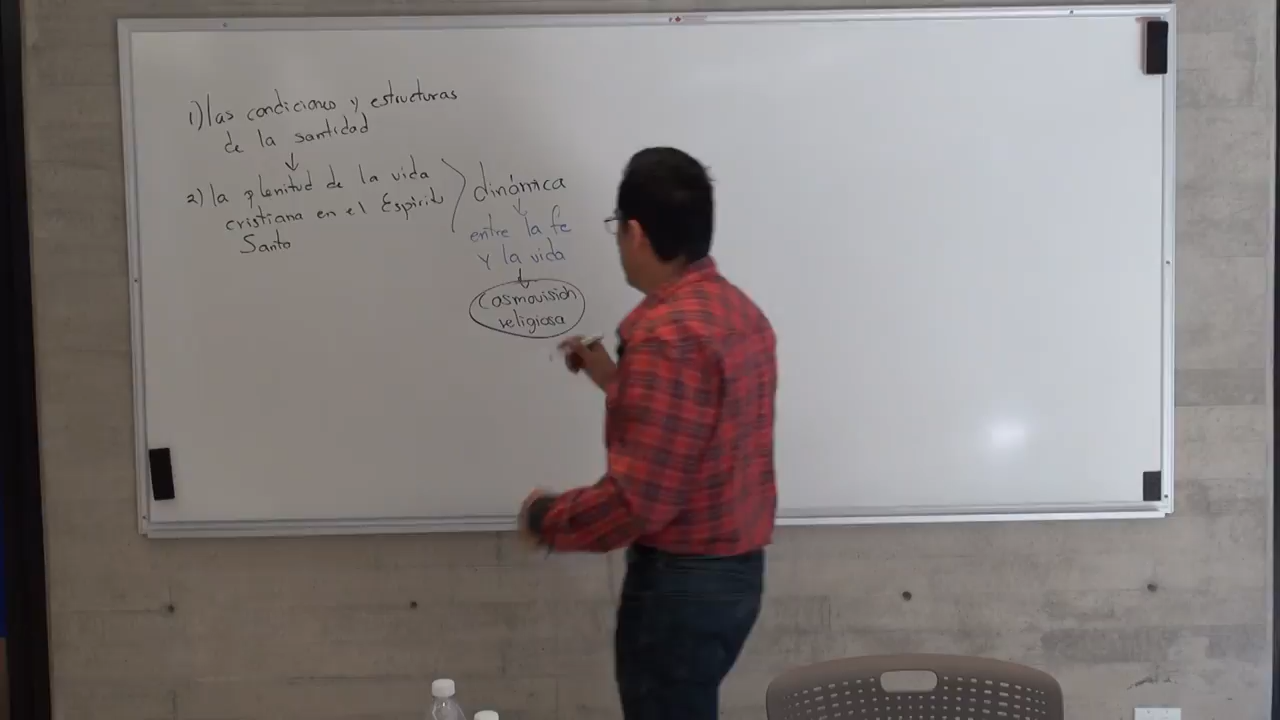 1) las condiciones y estructuras
de la santidad
2) la plenitud de la vida
cristiana en el Espíritu
Santo
dinámica
entre la fe
y la vida
Cosmovisión
religiosa